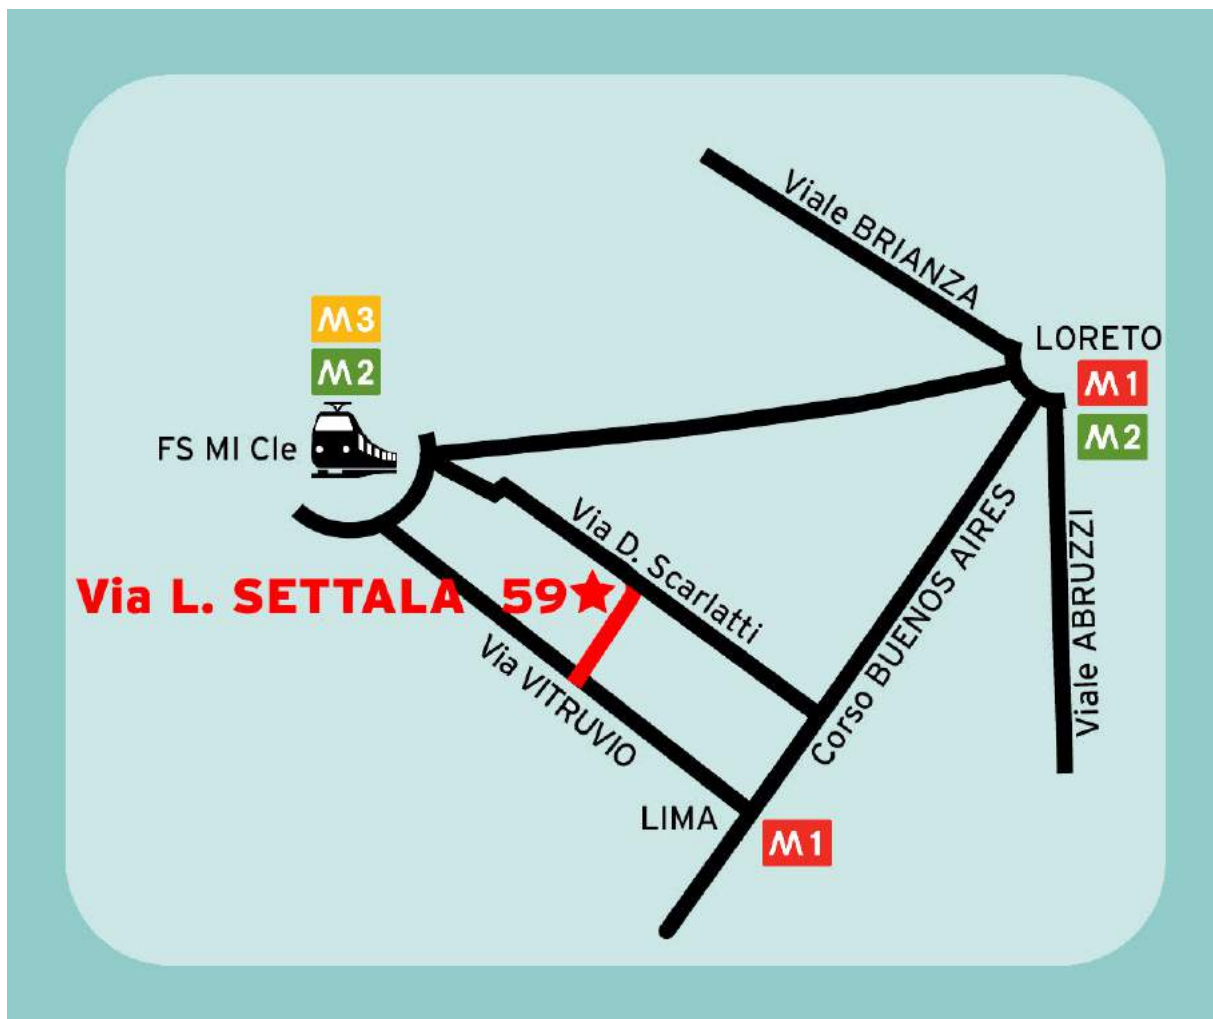 Viale BRIANZA
LORETO
M1
M2
M3
M2
FS MI Cle
Via D. Scarlatti
Via L. SETTALA 59
Via VITRUVIO
Corso BUENOS AIRES
Viale ABRUZZI
LIMA
M1